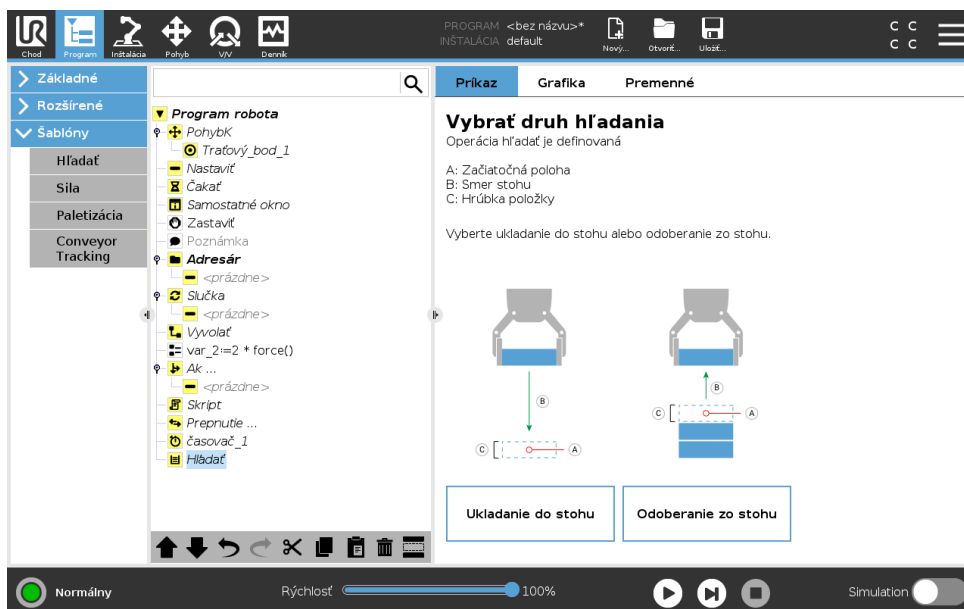 PROGRAM <bez názvu>*
INŠTALÁCIA default
Chod
Program
Inštalácia
Pohyb
V/V
Denník
Nový...
Otvoriť...
Uložiť...
C C
C C
Základné
Rozšírené
Šablóny
Hľadať
Sila
Paletizácia
Conveyor
Tracking
Program robota
PohybK
Traťový_bod_1
Nastaviť
Čakať
Samostatné okno
Zastaviť
Poznámka
Adresár
<prázdne>
Slučka
<prázdne>
Vyvolať
var_2:=2 * force()
Ak ...
<prázdne>
Skript
Prepnutie ...
časovač_1
Hľadať
Príkaz
Grafika
Premenné
Vybrať druh hľadania
Operácia hľadať je definovaná
A: Začiatočná poloha
B: Smer stohu
C: Hrúbka položky
Vyberte ukladanie do stohu alebo odoberanie zo stohu.
B
C
A
B
C
A
Ukladanie do stohu
Odoberanie zo stohu
Normálny
Rýchlosť
100%
Simulation